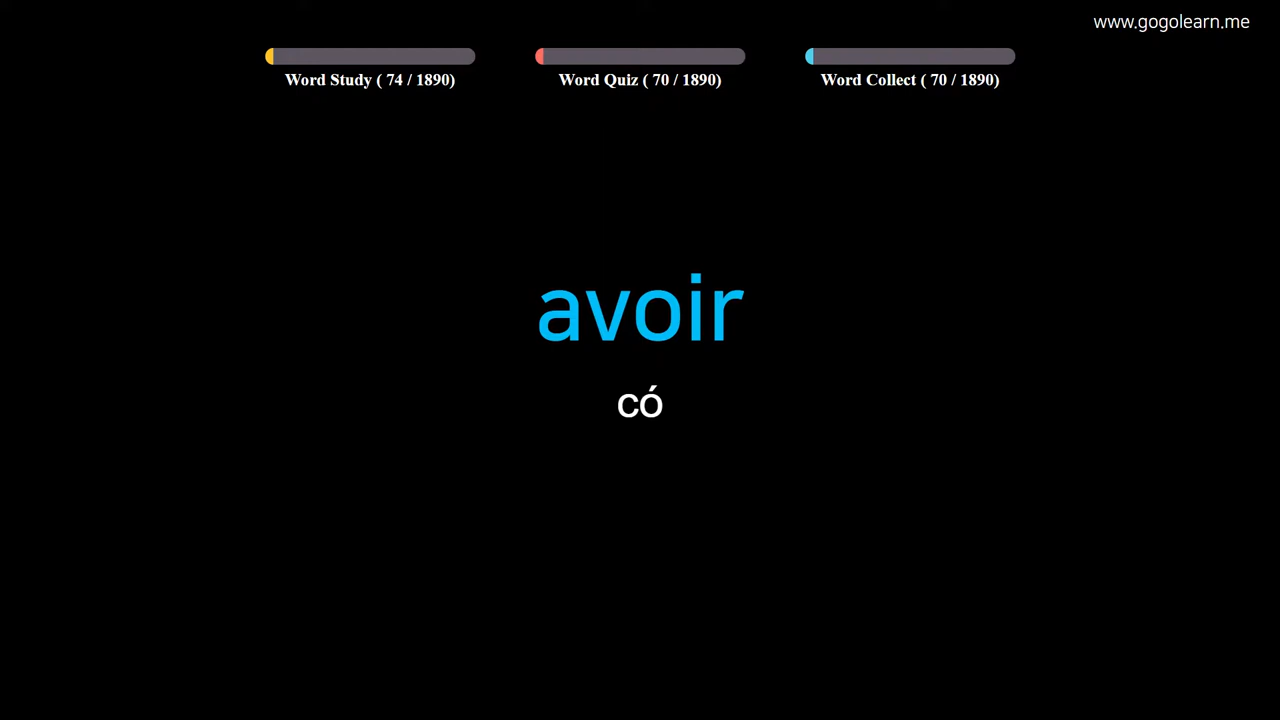 www.gogolearn.me
Word Study ( 74 / 1890)
Word Quiz ( 70 / 1890)
Word Collect ( 70 / 1890)
avoir
có